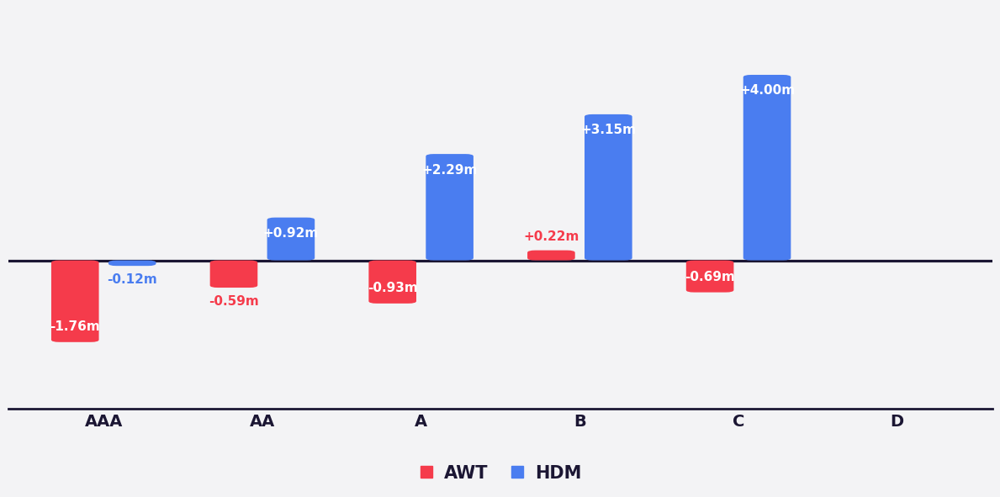 +4.00m
+3.15m
+2.29m
+0.92m
+0.22m
-0.12m
-0.69m
-0.93m
-0.59m
-1.76m
AAA AA A B C D
AWT HDM